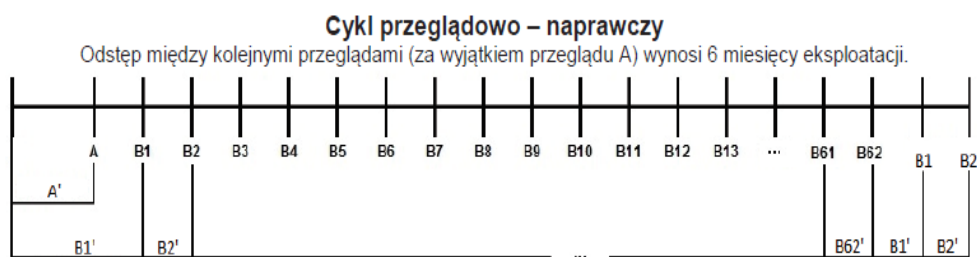 Cykl przeglądowo – naprawczy
Odstęp między kolejnymi przeglądami (za wyjątkiem przeglądu A) wynosi 6 miesięcy eksploatacji.
A B1 B2 B3 B4 B5 B6 B7 B8 B9 B10 B11 B12 B13 ... B61 B62 B1 B2
A'
B1' B2' ... B62' B1' B2'